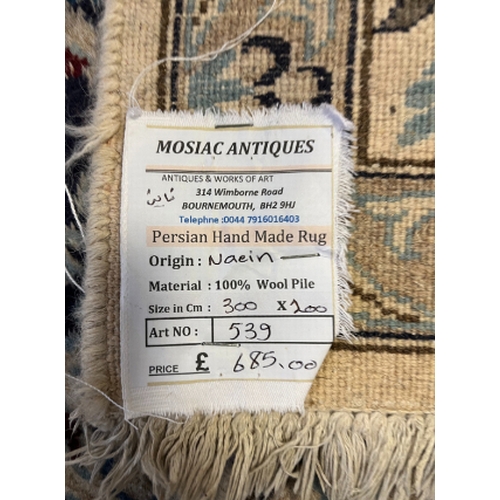 MOSIAC ANTIQUES
ANTIQUES & WORKS OF ART
314 Wimborne Road
BOURNEMOUTH, BH2 9HJ
Telephne :0044 7916016403
Persian Hand Made Rug
Origin : Naein
Material : 100% Wool Pile
Size in Cm : 300 x 200
Art NO : 539
PRICE £ 685.00